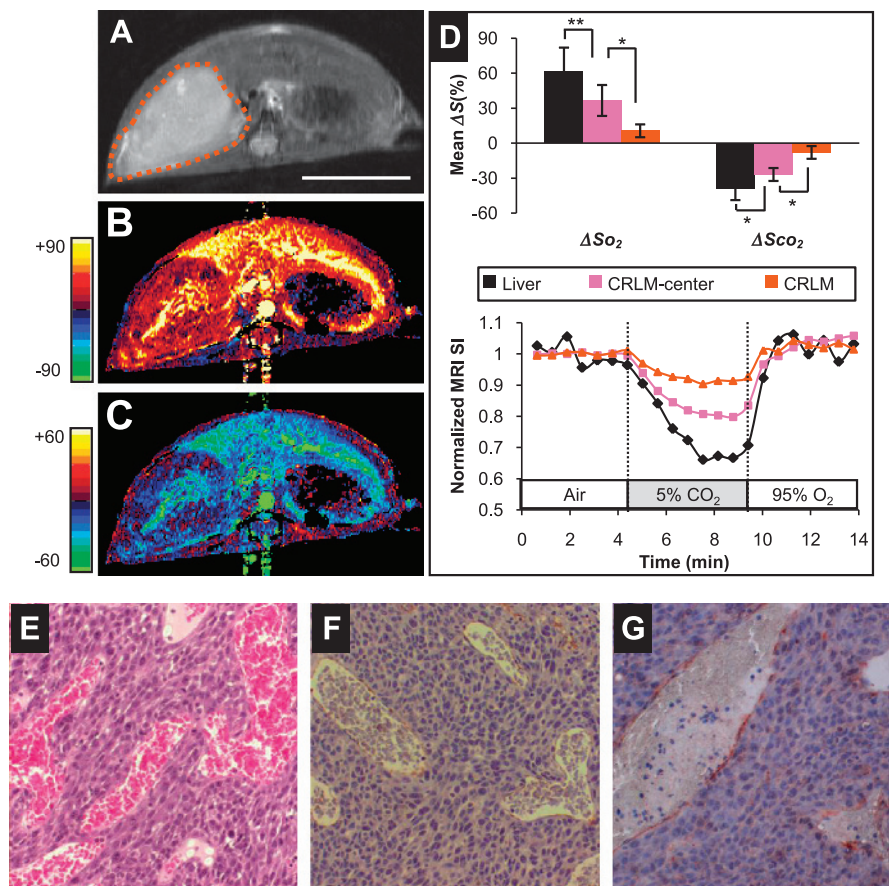 A
B
+90
-90
C
+60
-60
D
90
60
30
0
-30
-60
Mean ΔS(%)
**
*
*
*
ΔSo₂
ΔSco₂
Liver
CRLM-center
CRLM
1.1
1
0.9
0.8
0.7
0.6
0.5
Normalized MRI SI
Air
5% CO₂
95% O₂
0
2
4
6
8
10
12
14
Time (min)
E
F
G